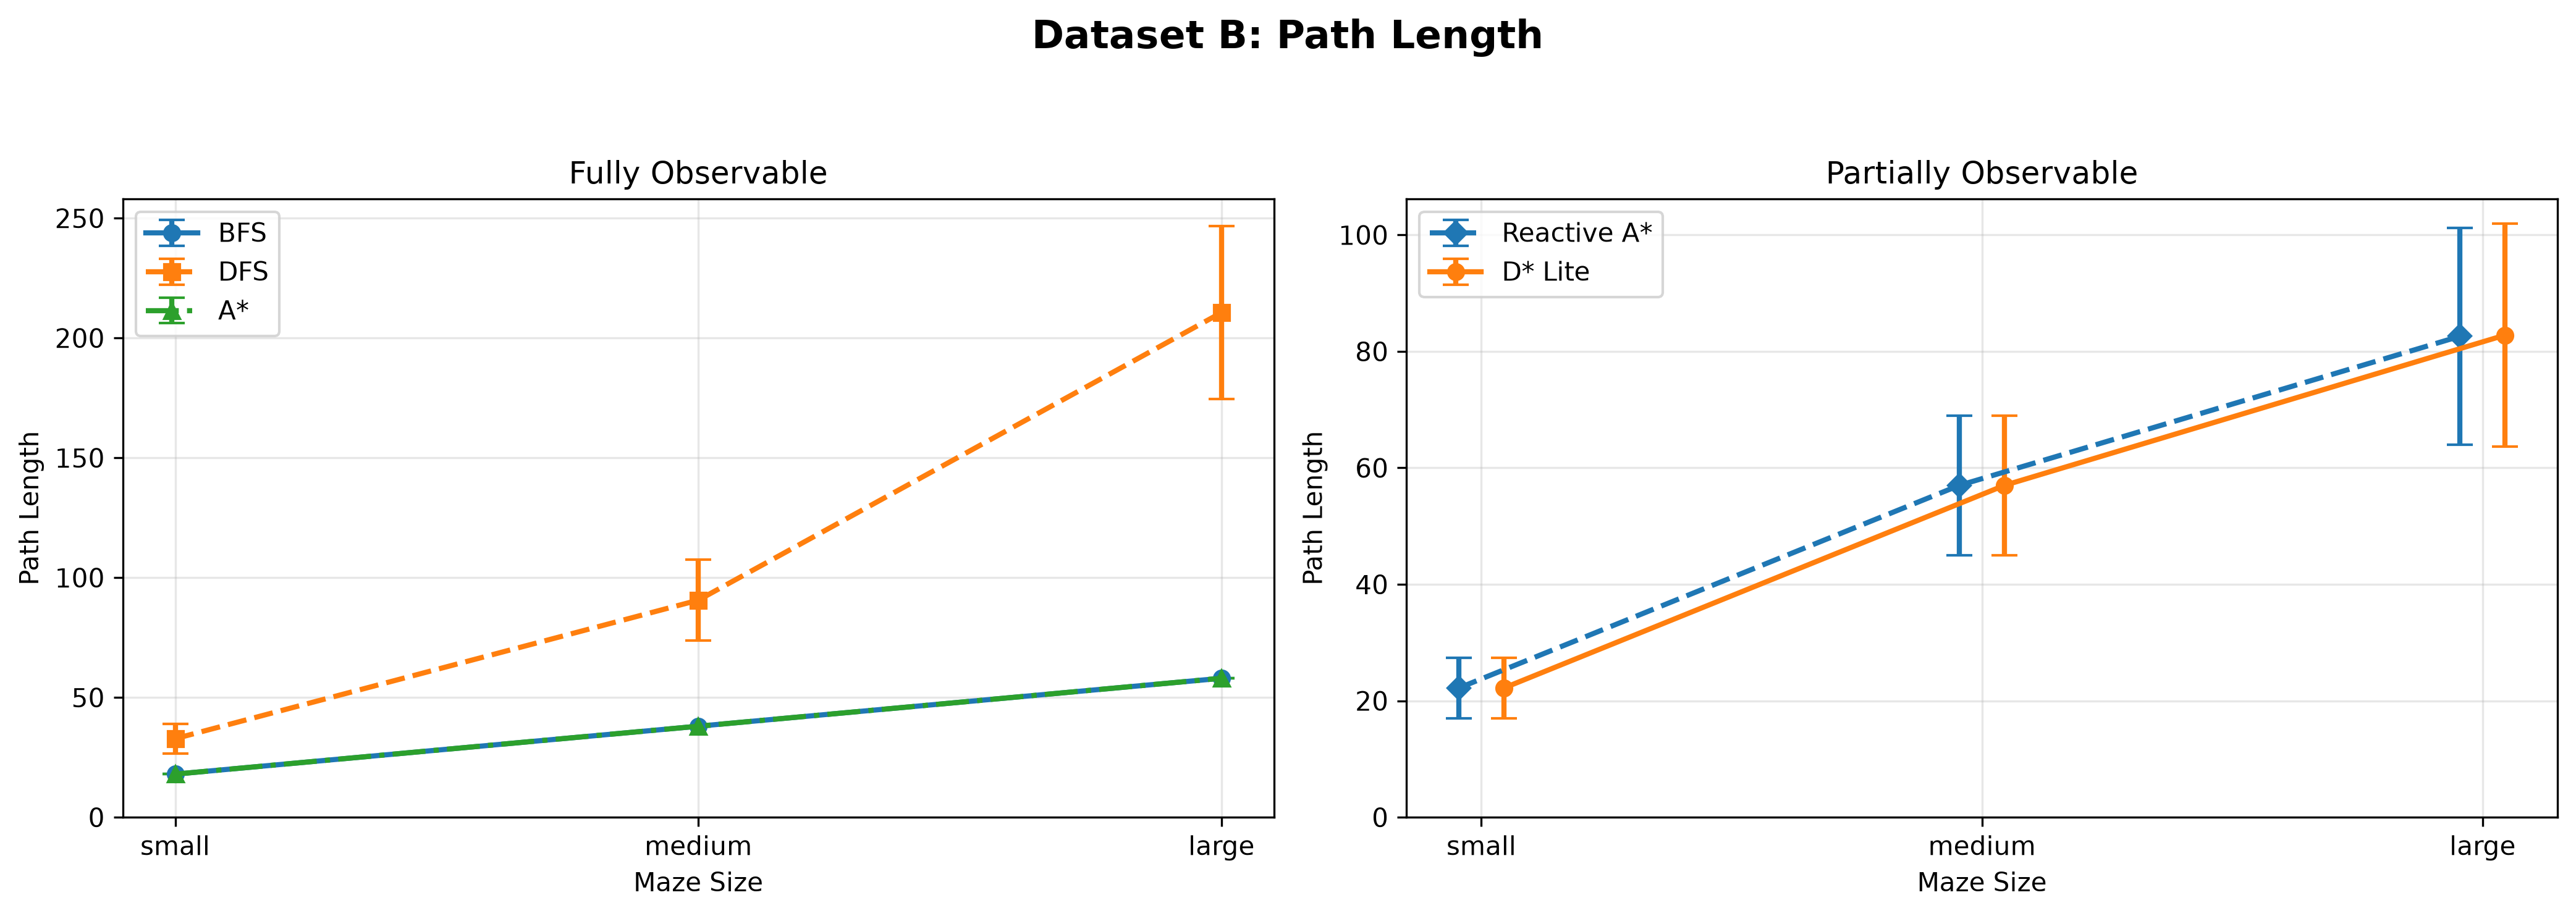 Dataset B: Path Length
Fully Observable
250
200
150
100
50
0
Path Length
BFS
DFS
A*
small
medium
large
Maze Size
Partially Observable
100
80
60
40
20
0
Path Length
Reactive A*
D* Lite
small
medium
large
Maze Size